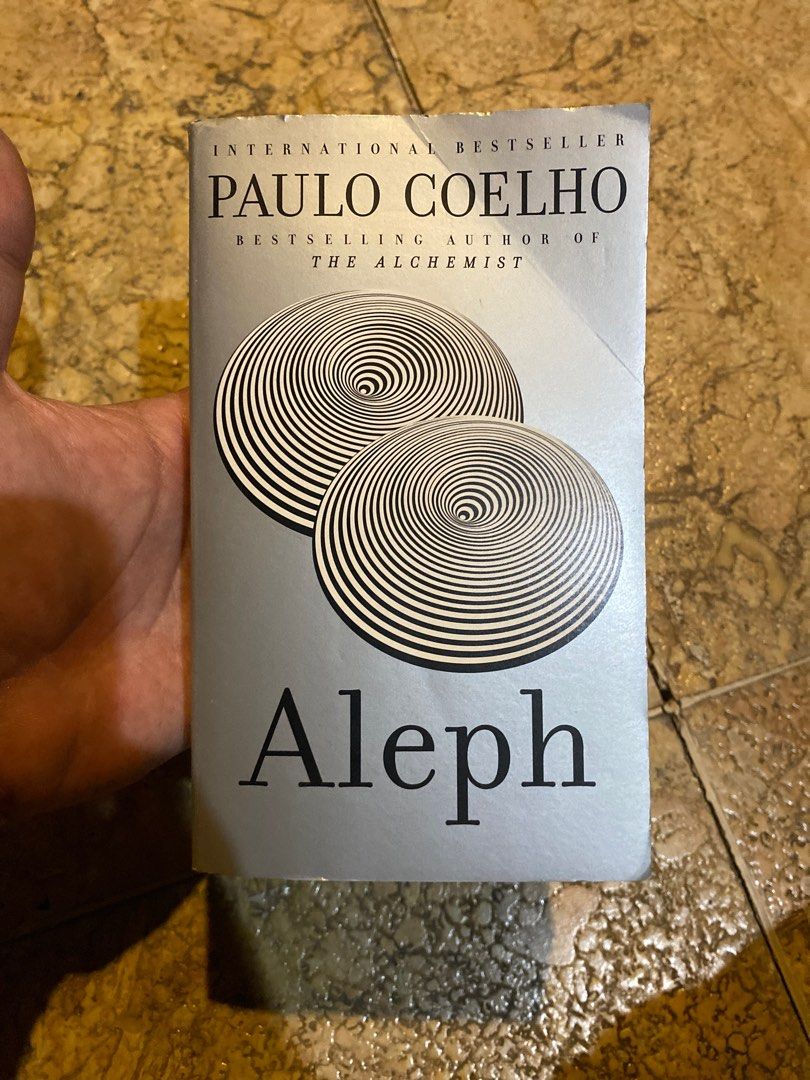 INTERNATIONAL BESTSELLER
PAULO COELHO
BESTSELLING AUTHOR OF
THE ALCHEMIST
Aleph